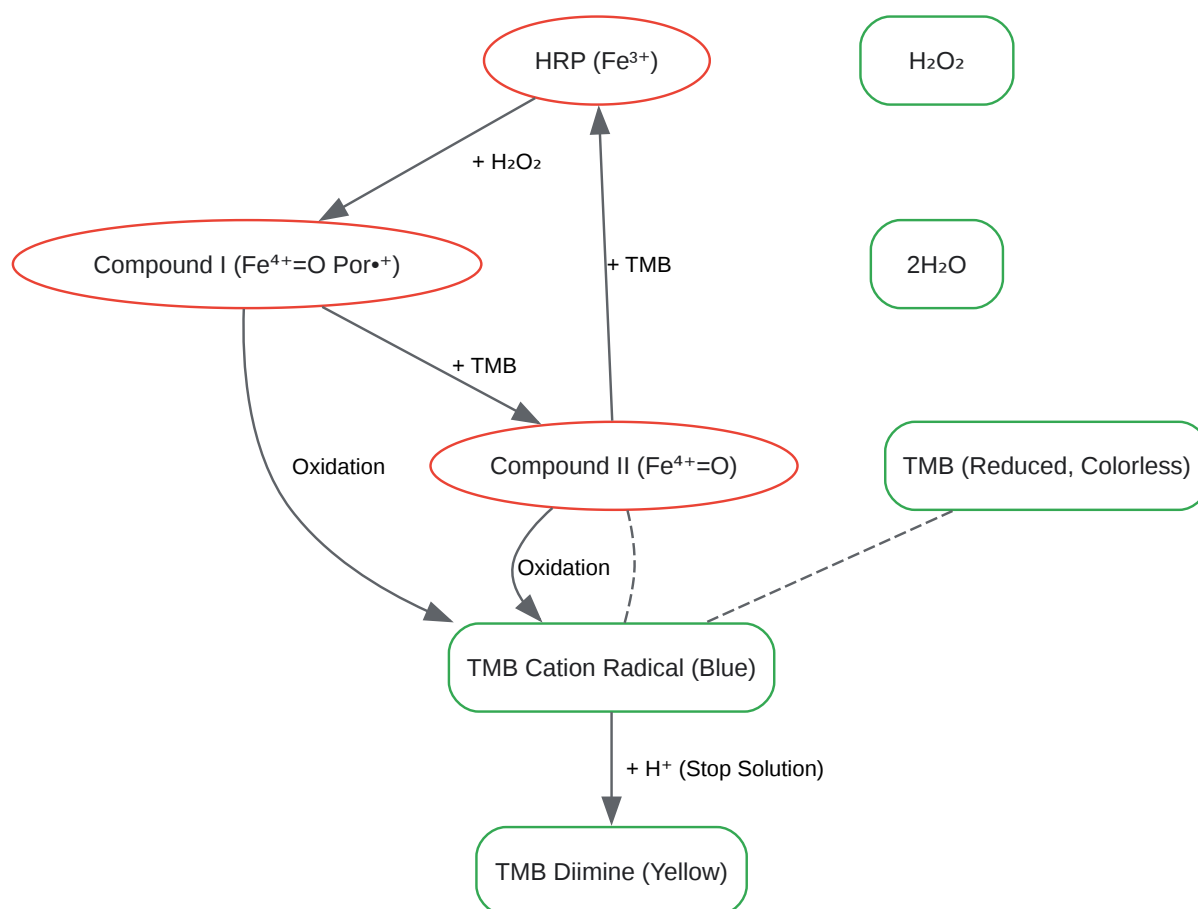 HRP (Fe³⁺)
H₂O₂
+ H₂O₂
Compound I (Fe⁴⁺=O Por•⁺)
2H₂O
+ TMB
+ TMB
Oxidation
Compound II (Fe⁴⁺=O)
TMB (Reduced, Colorless)
Oxidation
TMB Cation Radical (Blue)
+ H⁺ (Stop Solution)
TMB Diimine (Yellow)